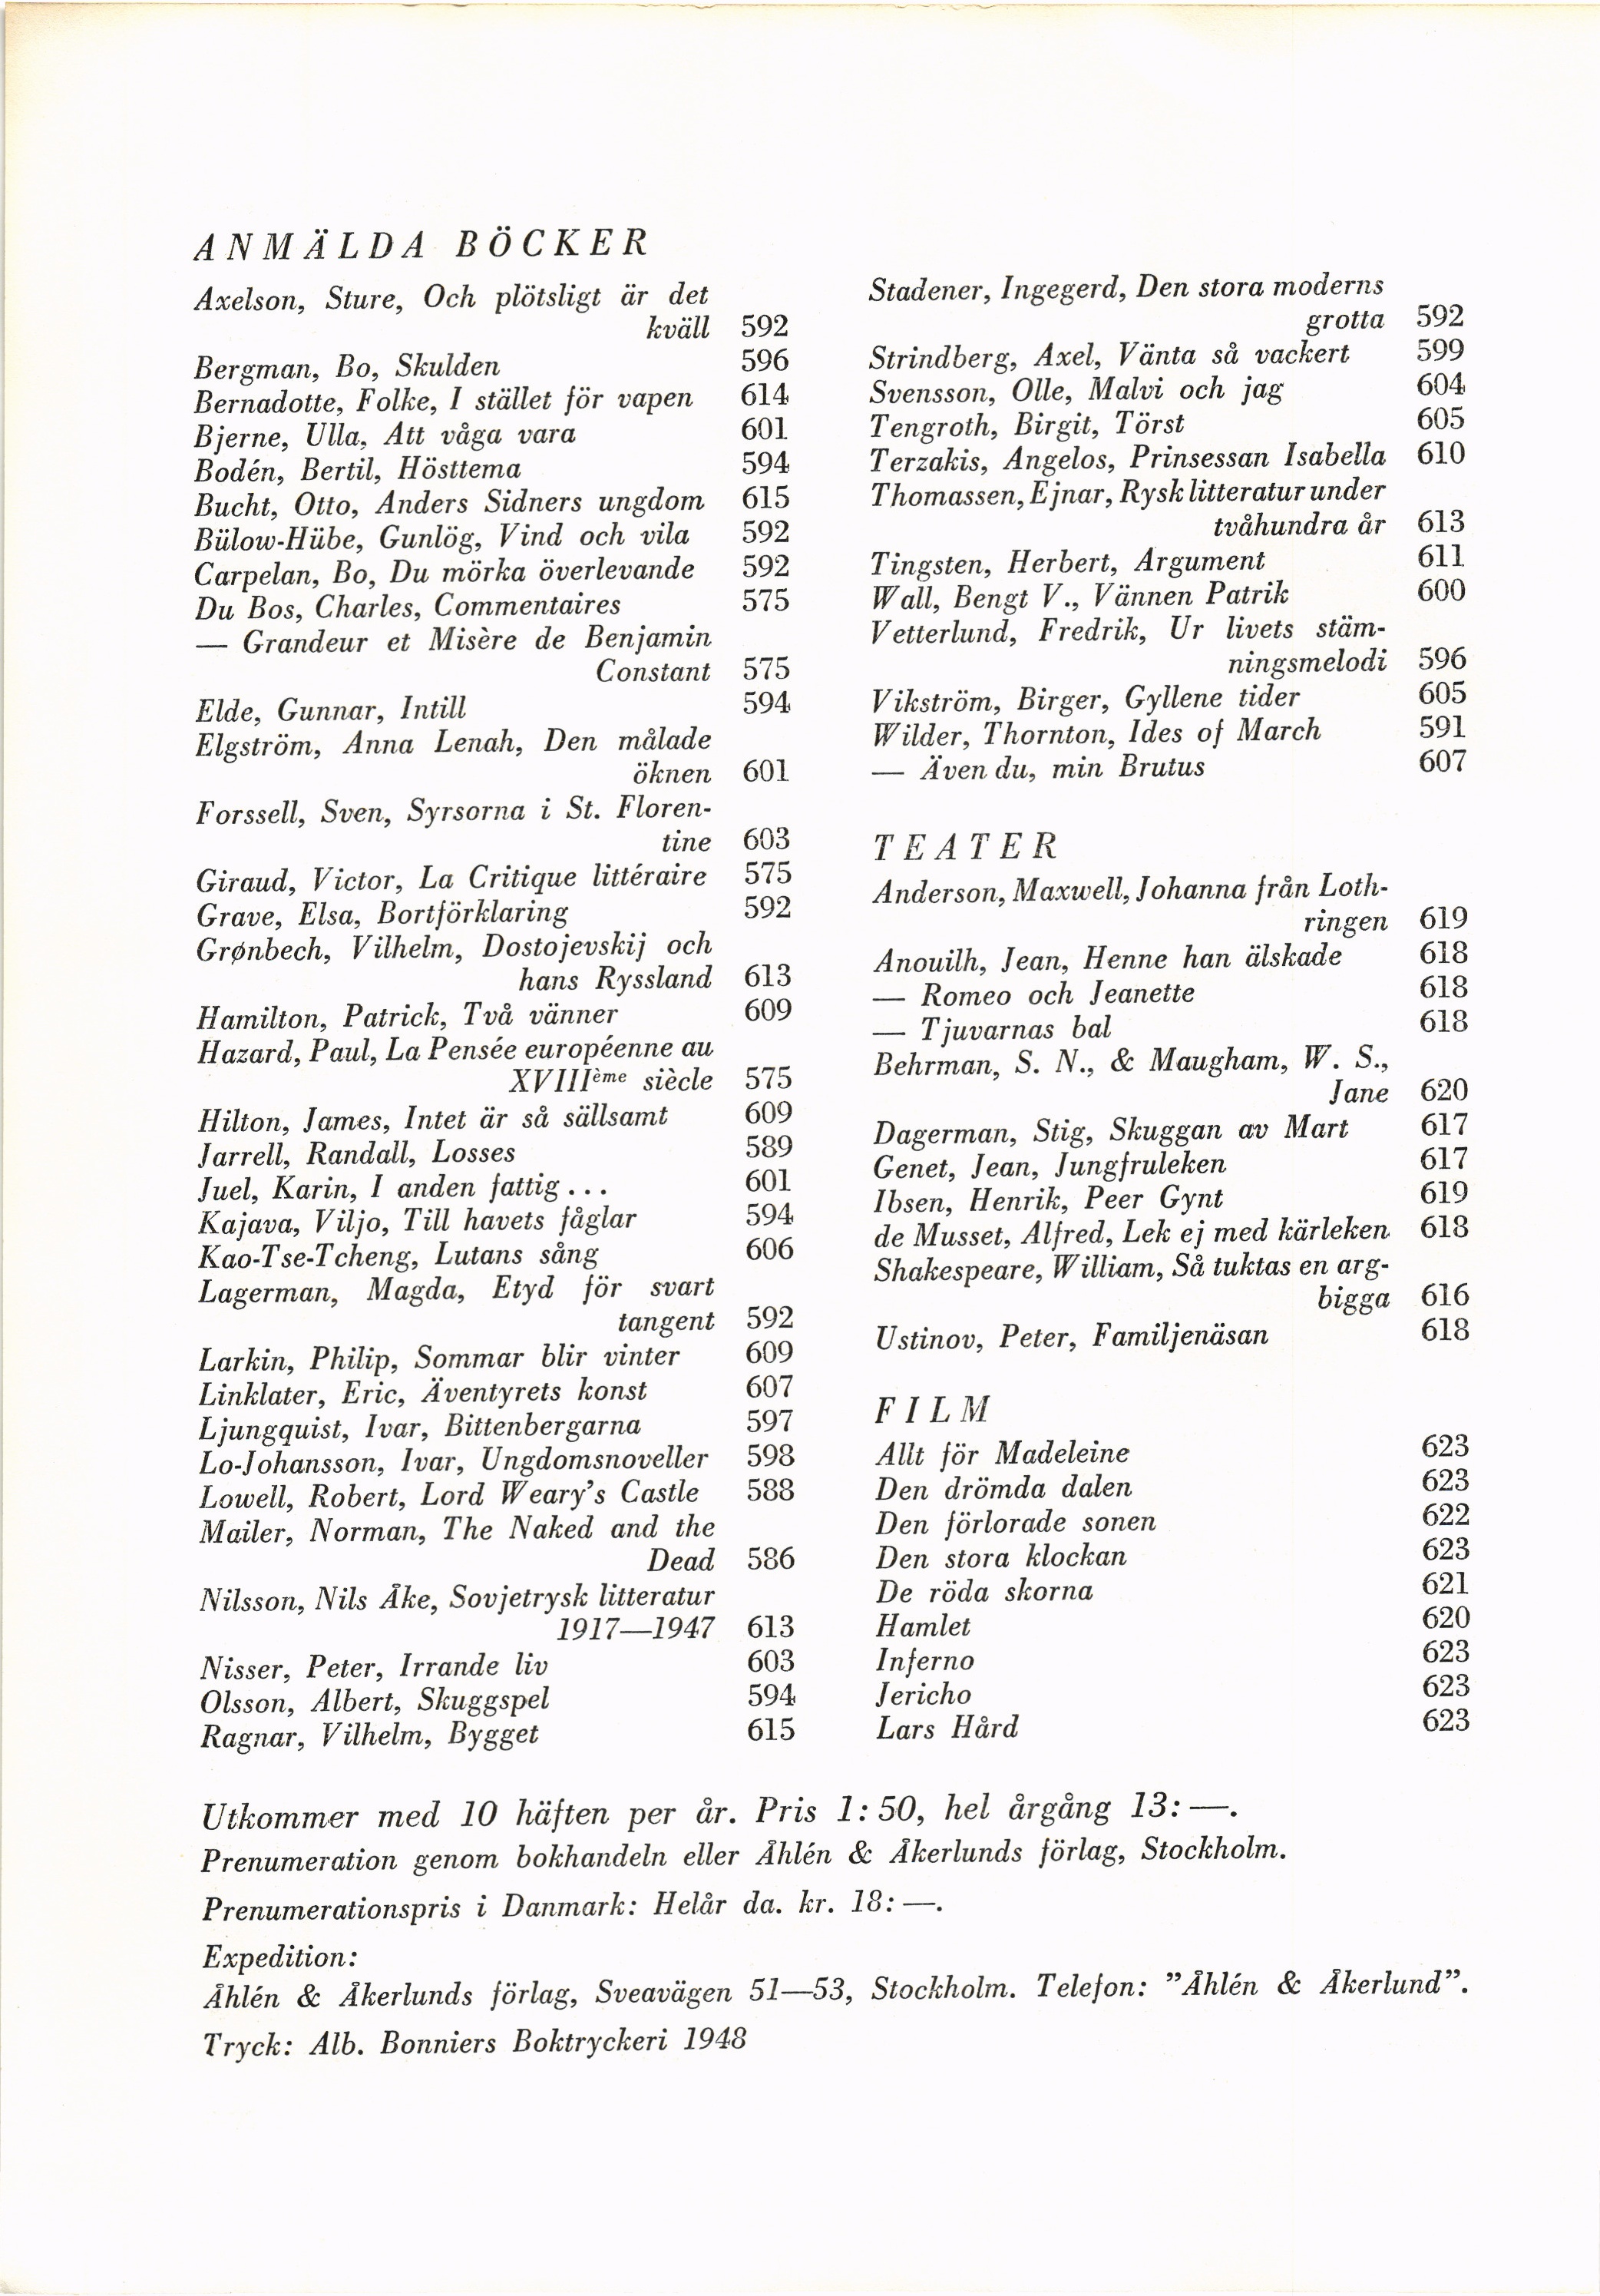 ANMÄLDA BÖCKER
Axelson, Sture, Och plötsligt är det
kväll 592
Bergman, Bo, Skulden 596
Bernadotte, Folke, I stället för vapen 614
Bjerne, Ulla, Att våga vara 601
Bodén, Bertil, Hösttema 594
Bucht, Otto, Anders Sidners ungdom 615
Bülow-Hübe, Gunlög, Vind och vila 592
Carpelan, Bo, Du mörka överlevande 592
Du Bos, Charles, Commentaires 575
— Grandeur et Misère de Benjamin
Constant 575
Elde, Gunnar, Intill 594
Elgström, Anna Lenah, Den målade
öknen 601
Forssell, Sven, Syrsorna i St. Floren-
tine 603
Giraud, Victor, La Critique littéraire 575
Grave, Elsa, Bortförklaring 592
Grønbech, Vilhelm, Dostojevskij och
hans Ryssland 613
Hamilton, Patrick, Två vänner 609
Hazard, Paul, La Pensée européenne au
XVIIIème siècle 575
Hilton, James, Intet är så sällsamt 609
Jarrell, Randall, Losses 589
Juel, Karin, I anden fattig... 601
Kajava, Viljo, Till havets fåglar 594
Kao-Tse-Tcheng, Lutans sång 606
Lagerman, Magda, Etyd för svart
tangent 592
Larkin, Philip, Sommar blir vinter 609
Linklater, Eric, Äventyrets konst 607
Ljungquist, Ivar, Bittenbergarna 597
Lo-Johansson, Ivar, Ungdomsnoveller 598
Lowell, Robert, Lord Weary's Castle 588
Mailer, Norman, The Naked and the
Dead 586
Nilsson, Nils Åke, Sovjetrysk litteratur
1917—1947 613
Nisser, Peter, Irrande liv 603
Olsson, Albert, Skuggspel 594
Ragnar, Vilhelm, Bygget 615
Stadener, Ingegerd, Den stora moderns
grotta 592
Strindberg, Axel, Vänta så vackert 599
Svensson, Olle, Malvi och jag 604
Tengroth, Birgit, Törst 605
Terzakis, Angelos, Prinsessan Isabella 610
Thomassen, Ejnar, Rysk litteratur under
tvåhundra år 613
Tingsten, Herbert, Argument 611
Wall, Bengt V., Vännen Patrik 600
Vetterlund, Fredrik, Ur livets stäm-
ningsmelodi 596
Vikström, Birger, Gyllene tider 605
Wilder, Thornton, Ides of March 591
— Även du, min Brutus 607
TEATER
Anderson, Maxwell, Johanna från Loth-
ringen 619
Anouilh, Jean, Henne han älskade 618
— Romeo och Jeanette 618
— Tjuvarnas bal 618
Behrman, S. N., & Maugham, W. S.,
Jane 620
Dagerman, Stig, Skuggan av Mart 617
Genet, Jean, Jungfruleken 617
Ibsen, Henrik, Peer Gynt 619
de Musset, Alfred, Lek ej med kärleken 618
Shakespeare, William, Så tuktas en arg-
bigga 616
Ustinov, Peter, Familjenäsan 618
FILM
Allt för Madeleine 623
Den drömda dalen 623
Den förlorade sonen 622
Den stora klockan 623
De röda skorna 621
Hamlet 620
Inferno 623
Jericho 623
Lars Hård 623
Utkommer med 10 häften per år. Pris 1: 50, hel årgång 13: —.
Prenumeration genom bokhandeln eller Åhlén & Åkerlunds förlag, Stockholm.
Prenumerationspris i Danmark: Helår da. kr. 18: —.
Expedition:
Åhlén & Åkerlunds förlag, Sveavägen 51—53, Stockholm. Telefon: ”Åhlén & Åkerlund”.
Tryck: Alb. Bonniers Boktryckeri 1948